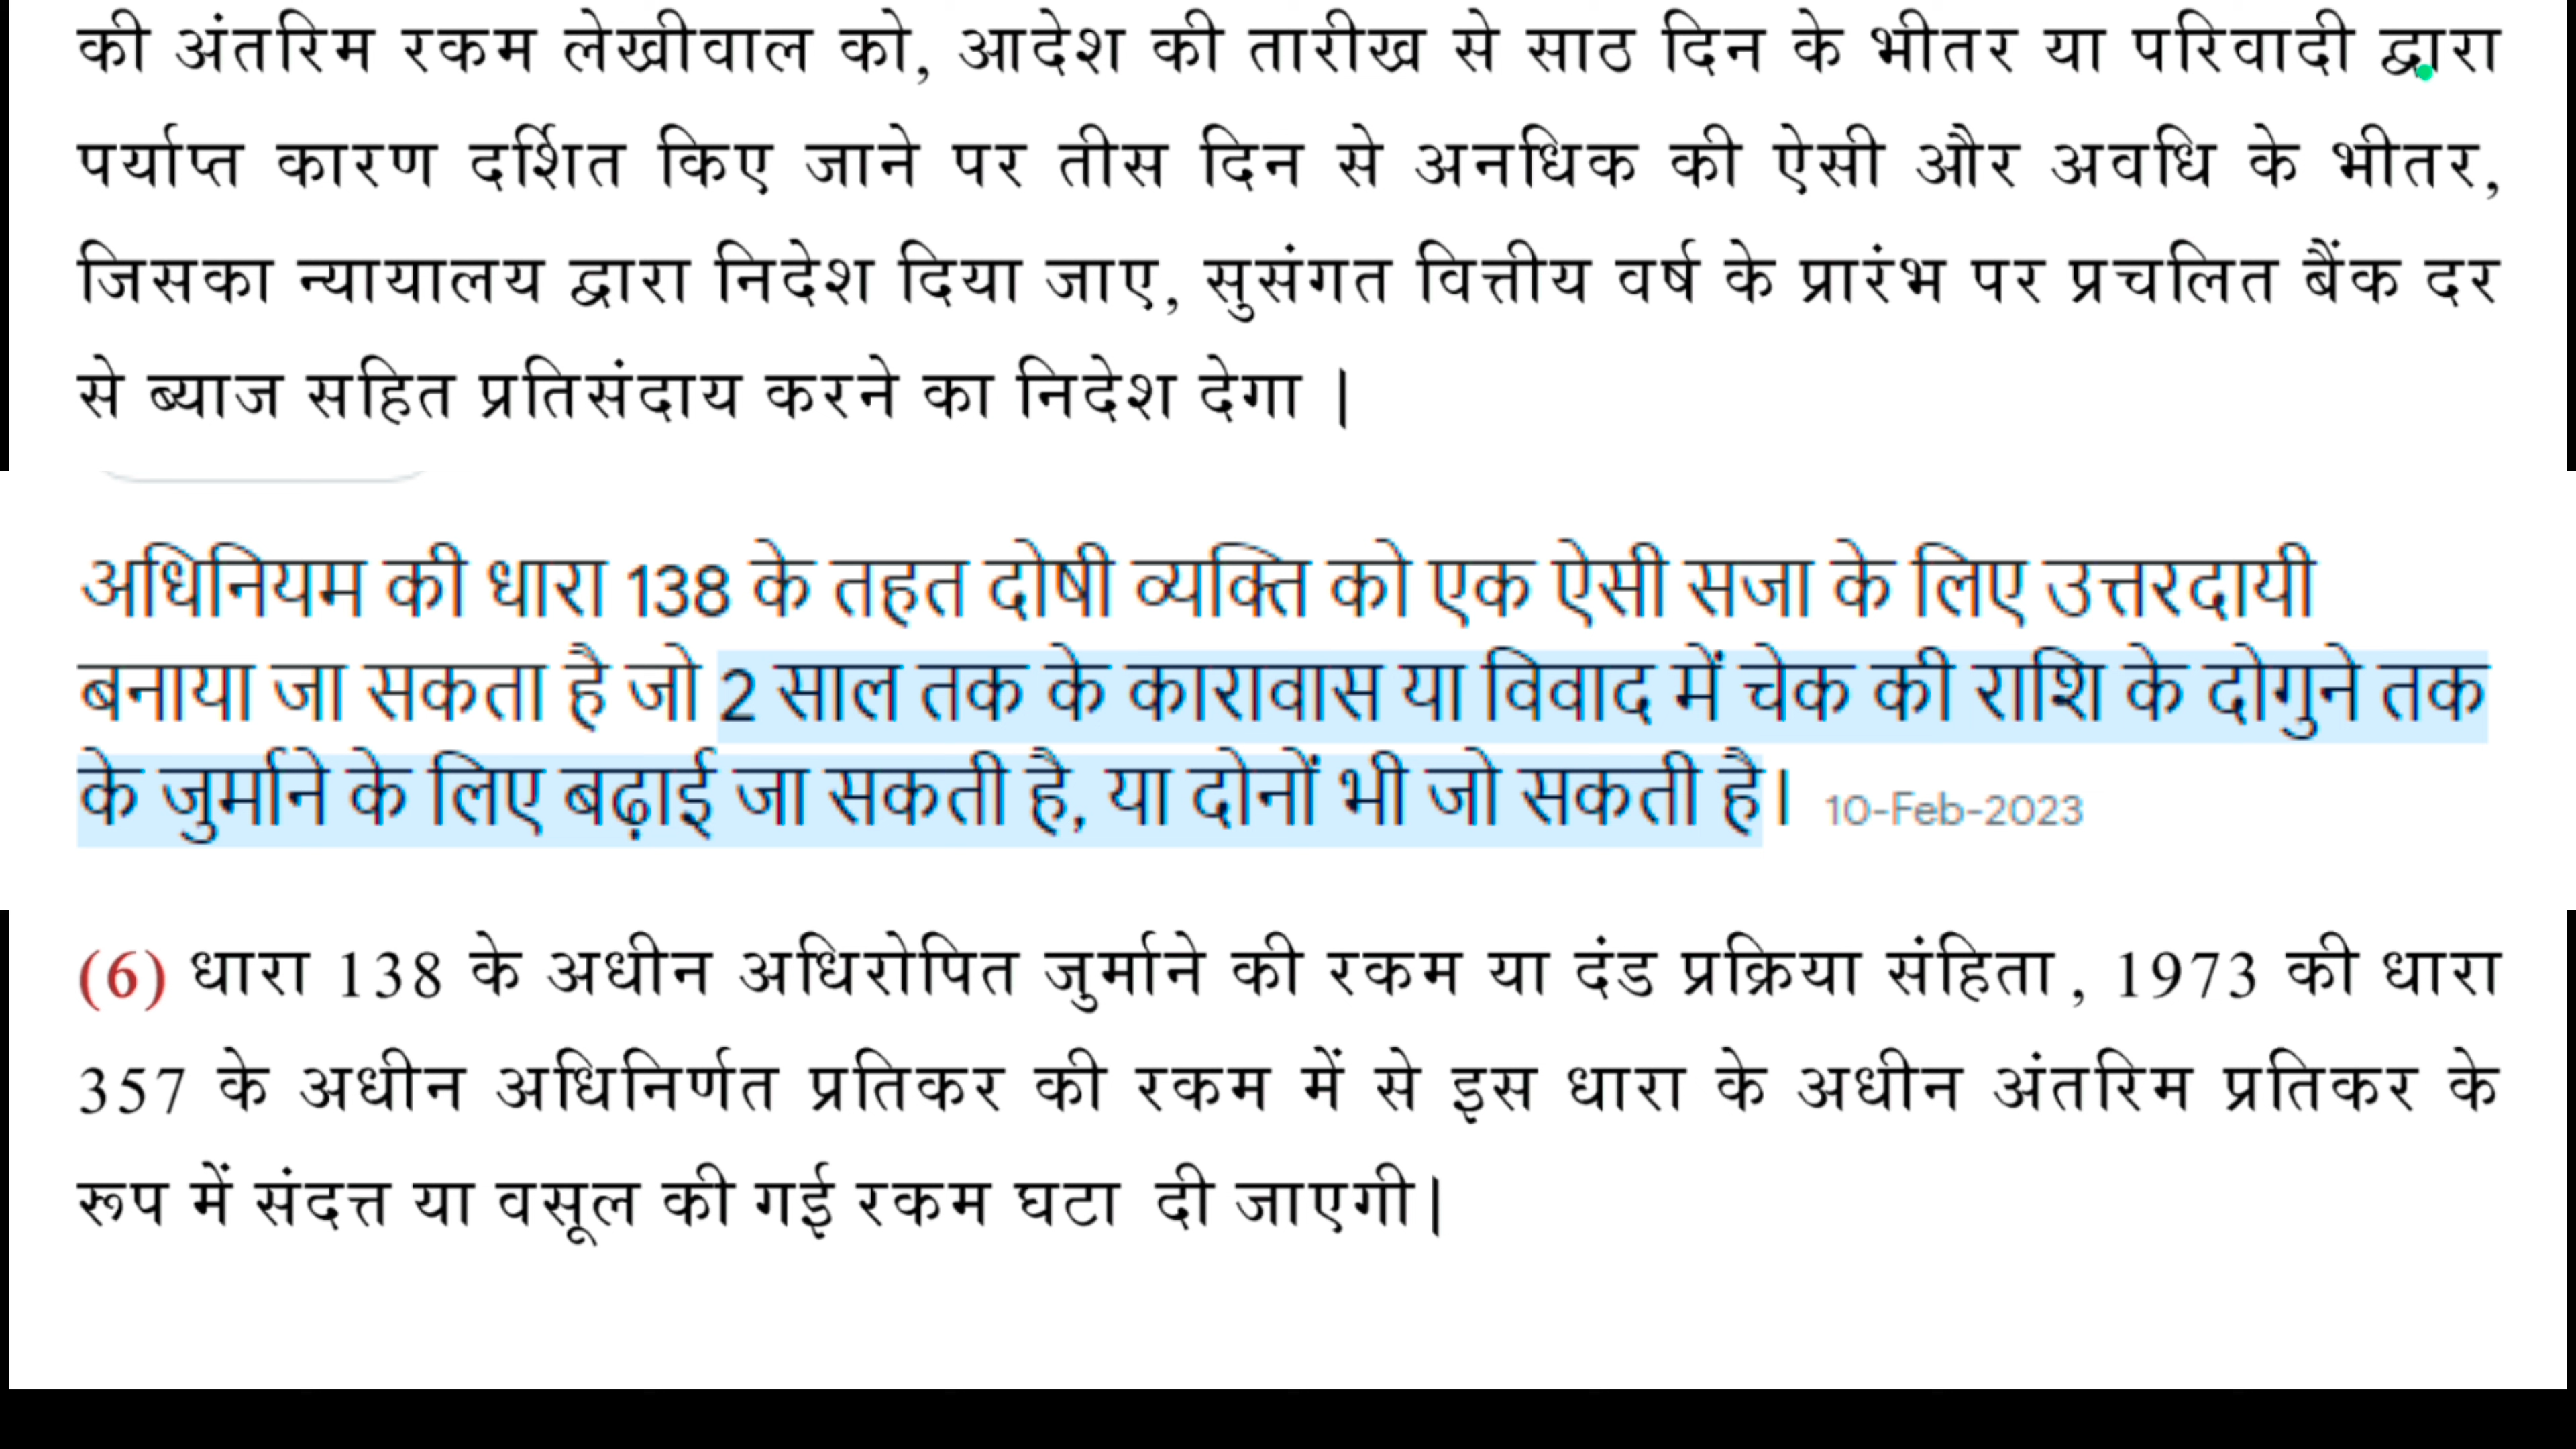 की अंतरिम रकम लेखीवाल को, आदेश की तारीख से साठ दिन के भीतर या परिवादी द्वारा
पर्याप्त कारण दर्शित किए जाने पर तीस दिन से अनधिक की ऐसी और अवधि के भीतर,
जिसका न्यायालय द्वारा निदेश दिया जाए, सुसंगत वित्तीय वर्ष के प्रारंभ पर प्रचलित बैंक दर
से ब्याज सहित प्रतिसंदाय करने का निदेश देगा |
अधिनियम की धारा 138 के तहत दोषी व्यक्ति को एक ऐसी सजा के लिए उत्तरदायी
बनाया जा सकता है जो 2 साल तक के कारावास या विवाद में चेक की राशि के दोगुने तक
के जुर्माने के लिए बढ़ाई जा सकती है, या दोनों भी जो सकती है। 10-Feb-2023
(6) धारा 138 के अधीन अधिरोपित जुर्माने की रकम या दंड प्रक्रिया संहिता, 1973 की धारा
357 के अधीन अधिनिर्णत प्रतिकर की रकम में से इस धारा के अधीन अंतरिम प्रतिकर के
रूप में संदत्त या वसूल की गई रकम घटा दी जाएगी|